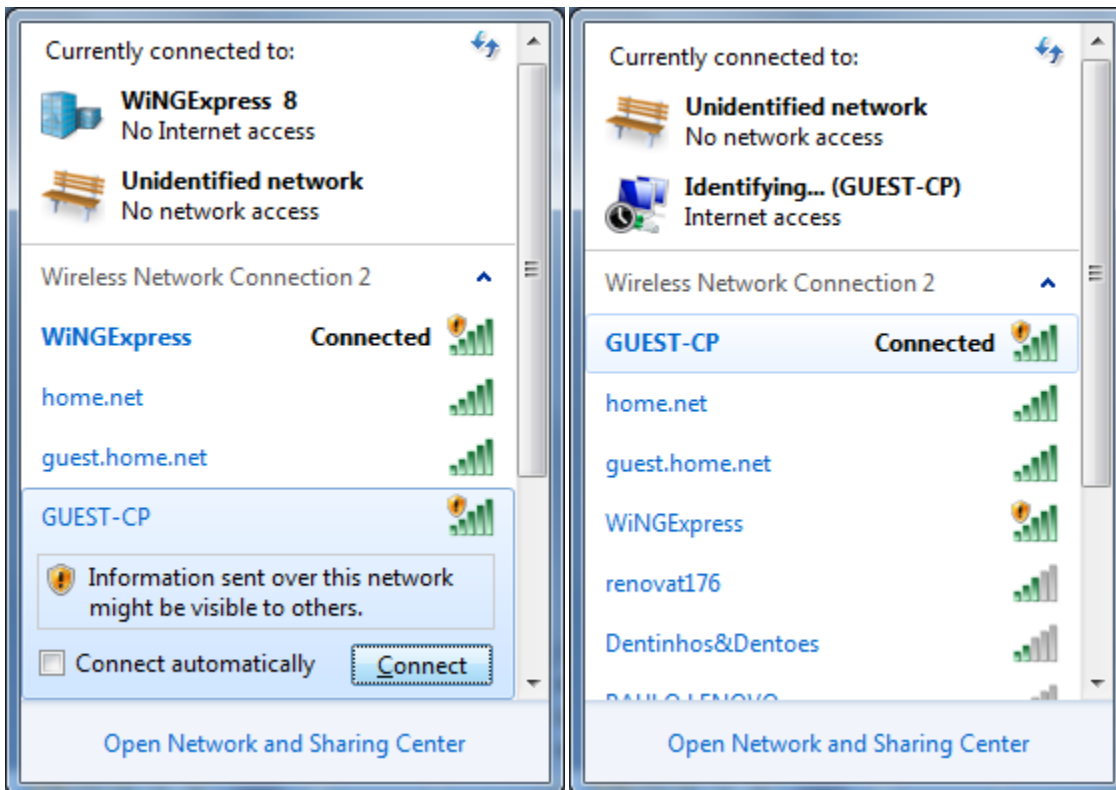 Currently connected to:
WiNGExpress 8
No Internet access
Unidentified network
No network access
Wireless Network Connection 2
WiNGExpress Connected
home.net
guest.home.net
GUEST-CP
Information sent over this network
might be visible to others.
Connect automatically Connect
Open Network and Sharing Center
Currently connected to:
Unidentified network
No network access
Identifying... (GUEST-CP)
Internet access
Wireless Network Connection 2
GUEST-CP Connected
home.net
guest.home.net
WiNGExpress
renovat176
Dentinhos&Dentoes
Open Network and Sharing Center